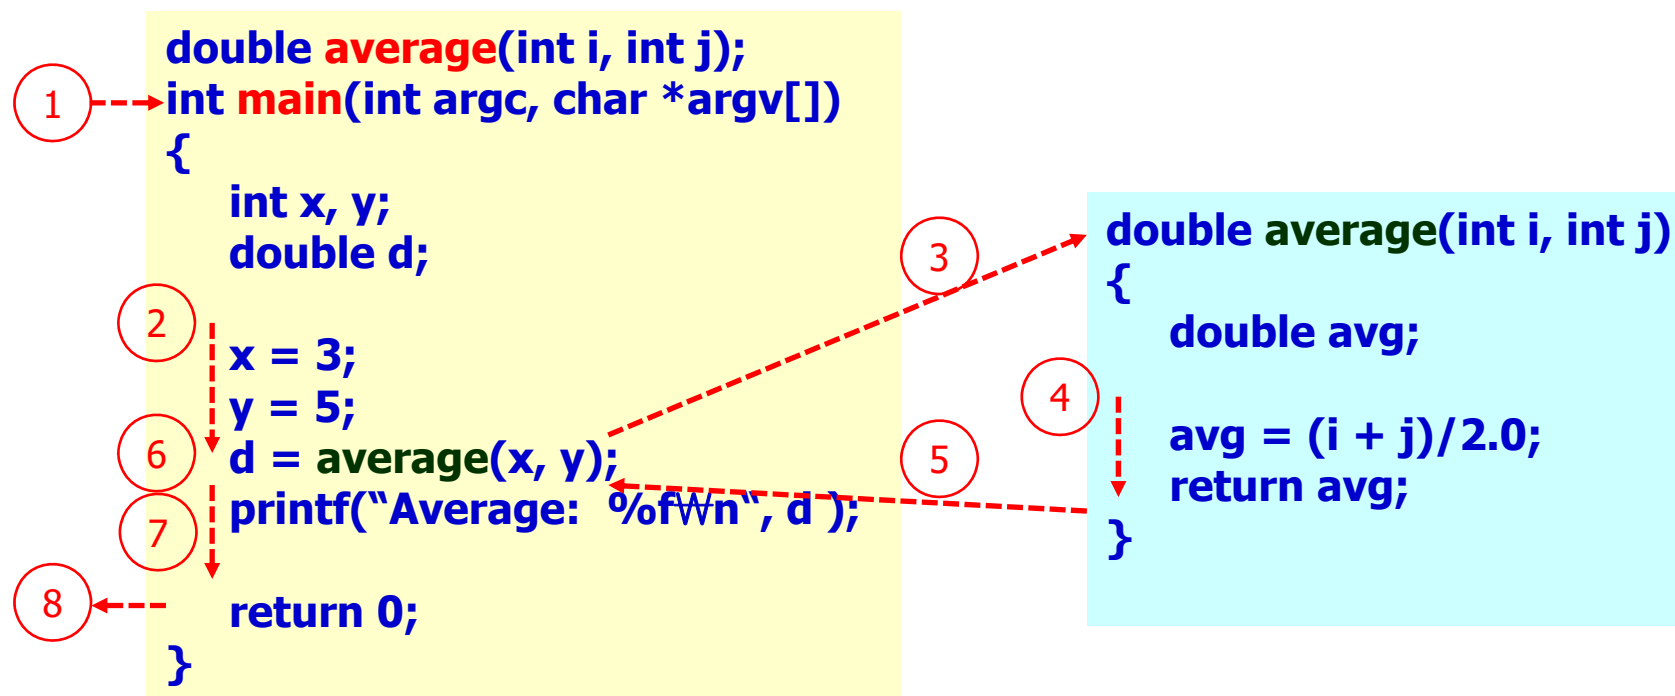 double average(int i, int j);
1
int main(int argc, char *argv[])
{
int x, y;
double d;
2
x = 3;
y = 5;
6
d = average(x, y);
printf(“Average:  %f₩n“, d );
7
8
return 0;
}
3
5
double average(int i, int j)
{
double avg;
4
avg = (i + j)/2.0;
return avg;
}